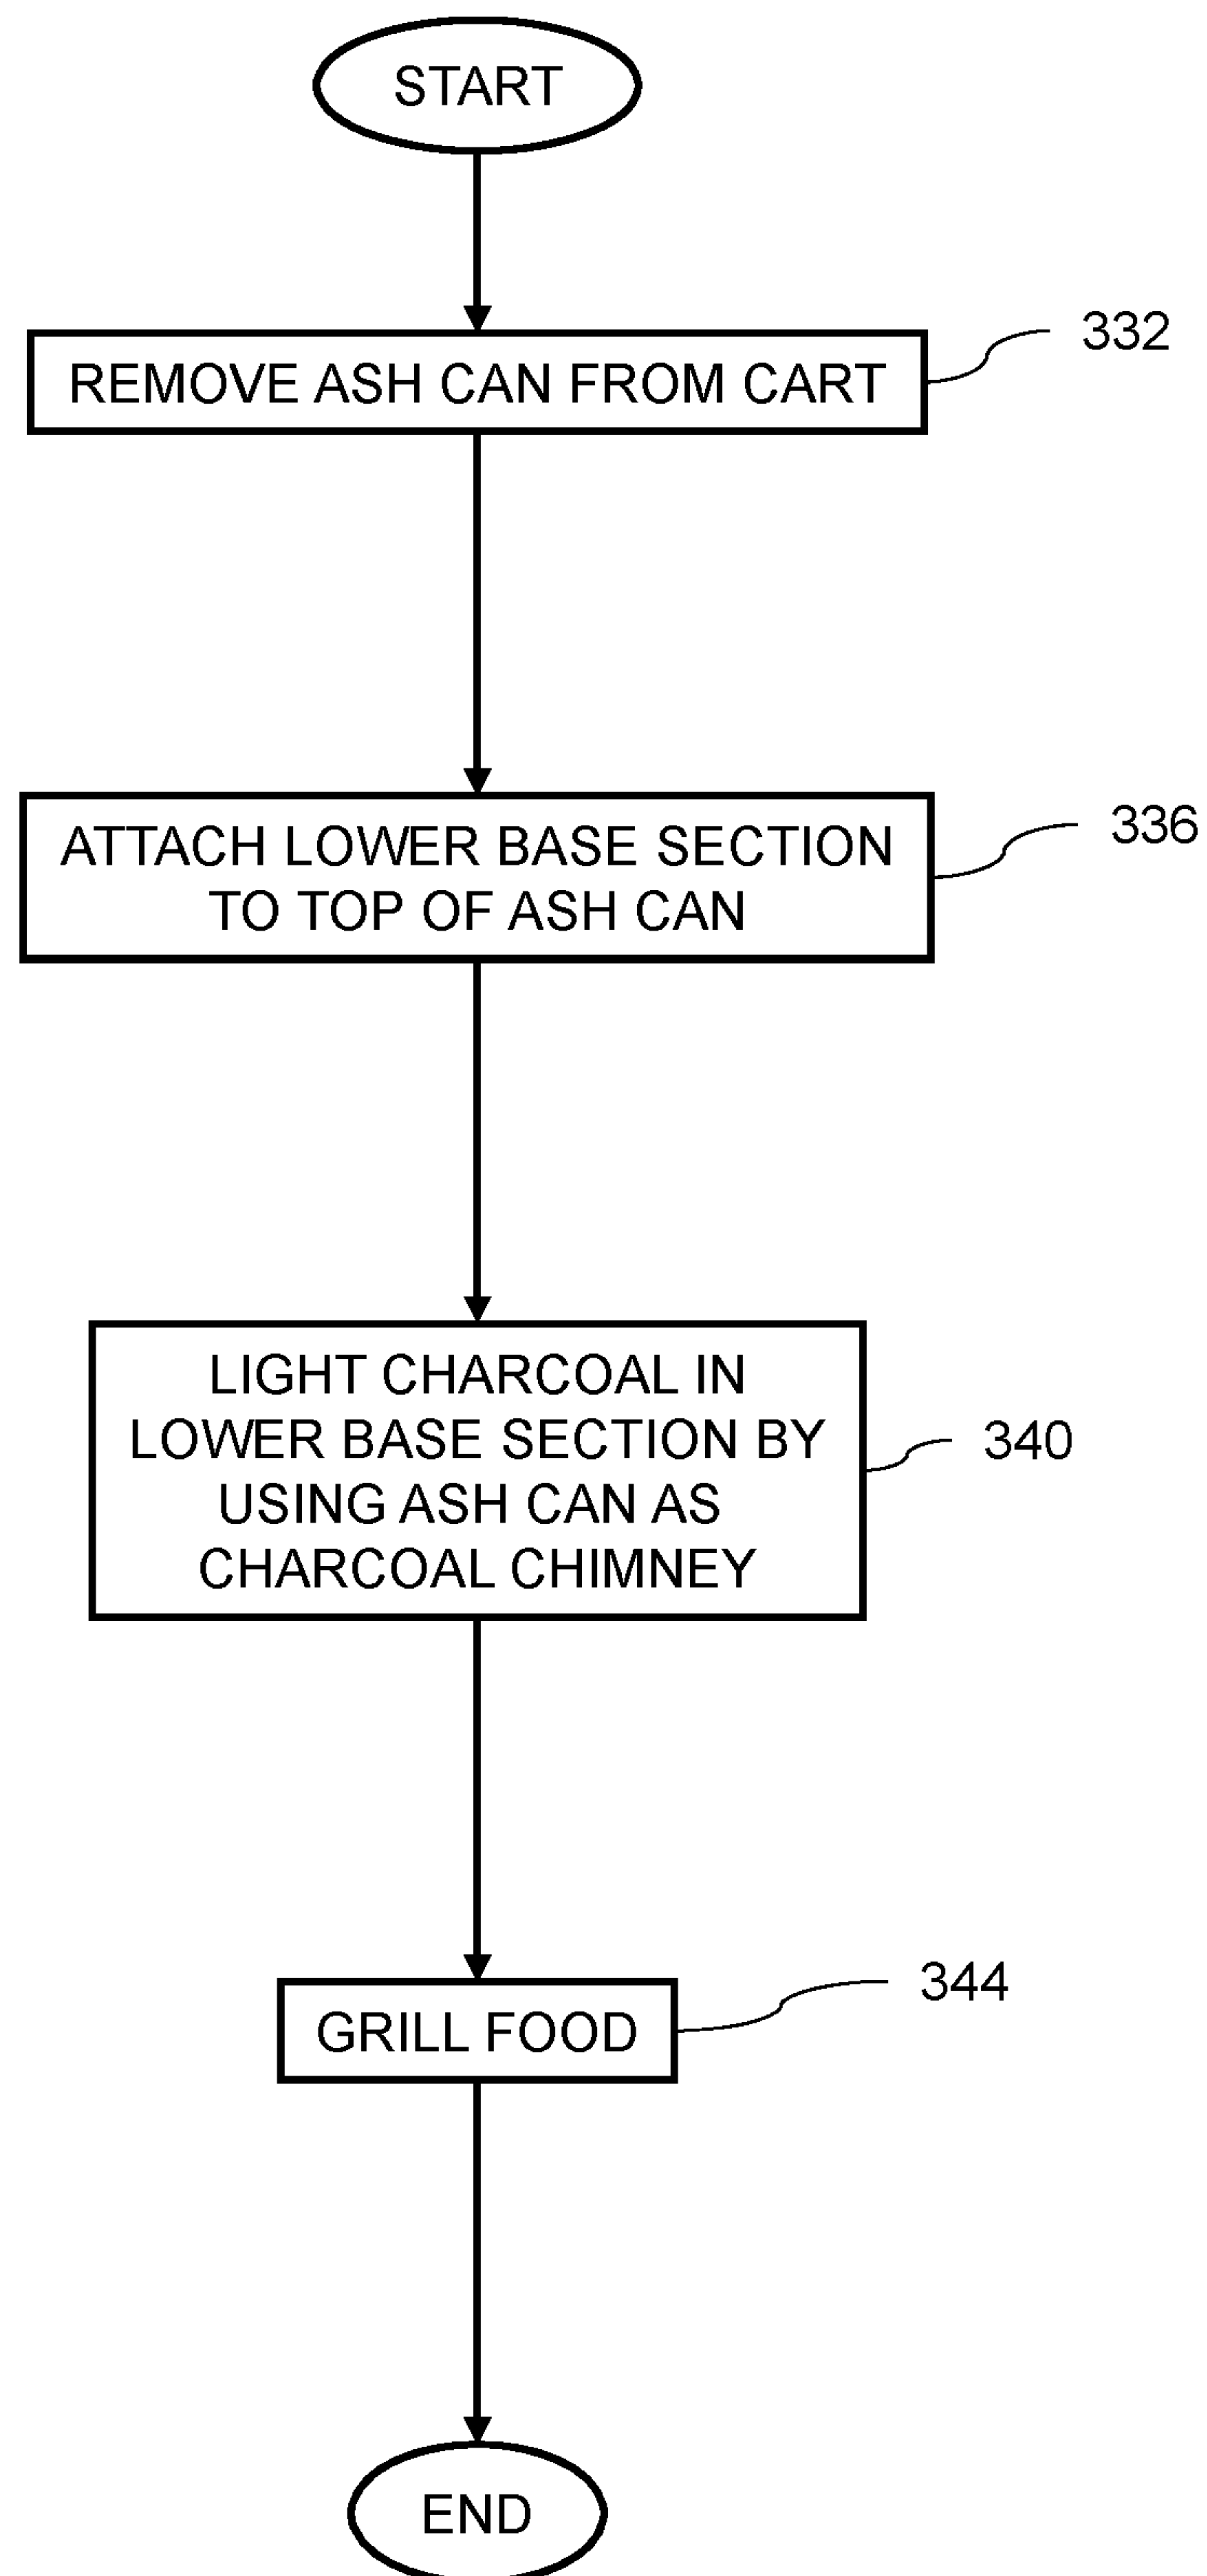 START
REMOVE ASH CAN FROM CART
332
ATTACH LOWER BASE SECTION
TO TOP OF ASH CAN
336
LIGHT CHARCOAL IN
LOWER BASE SECTION BY
USING ASH CAN AS
CHARCOAL CHIMNEY
340
GRILL FOOD
344
END